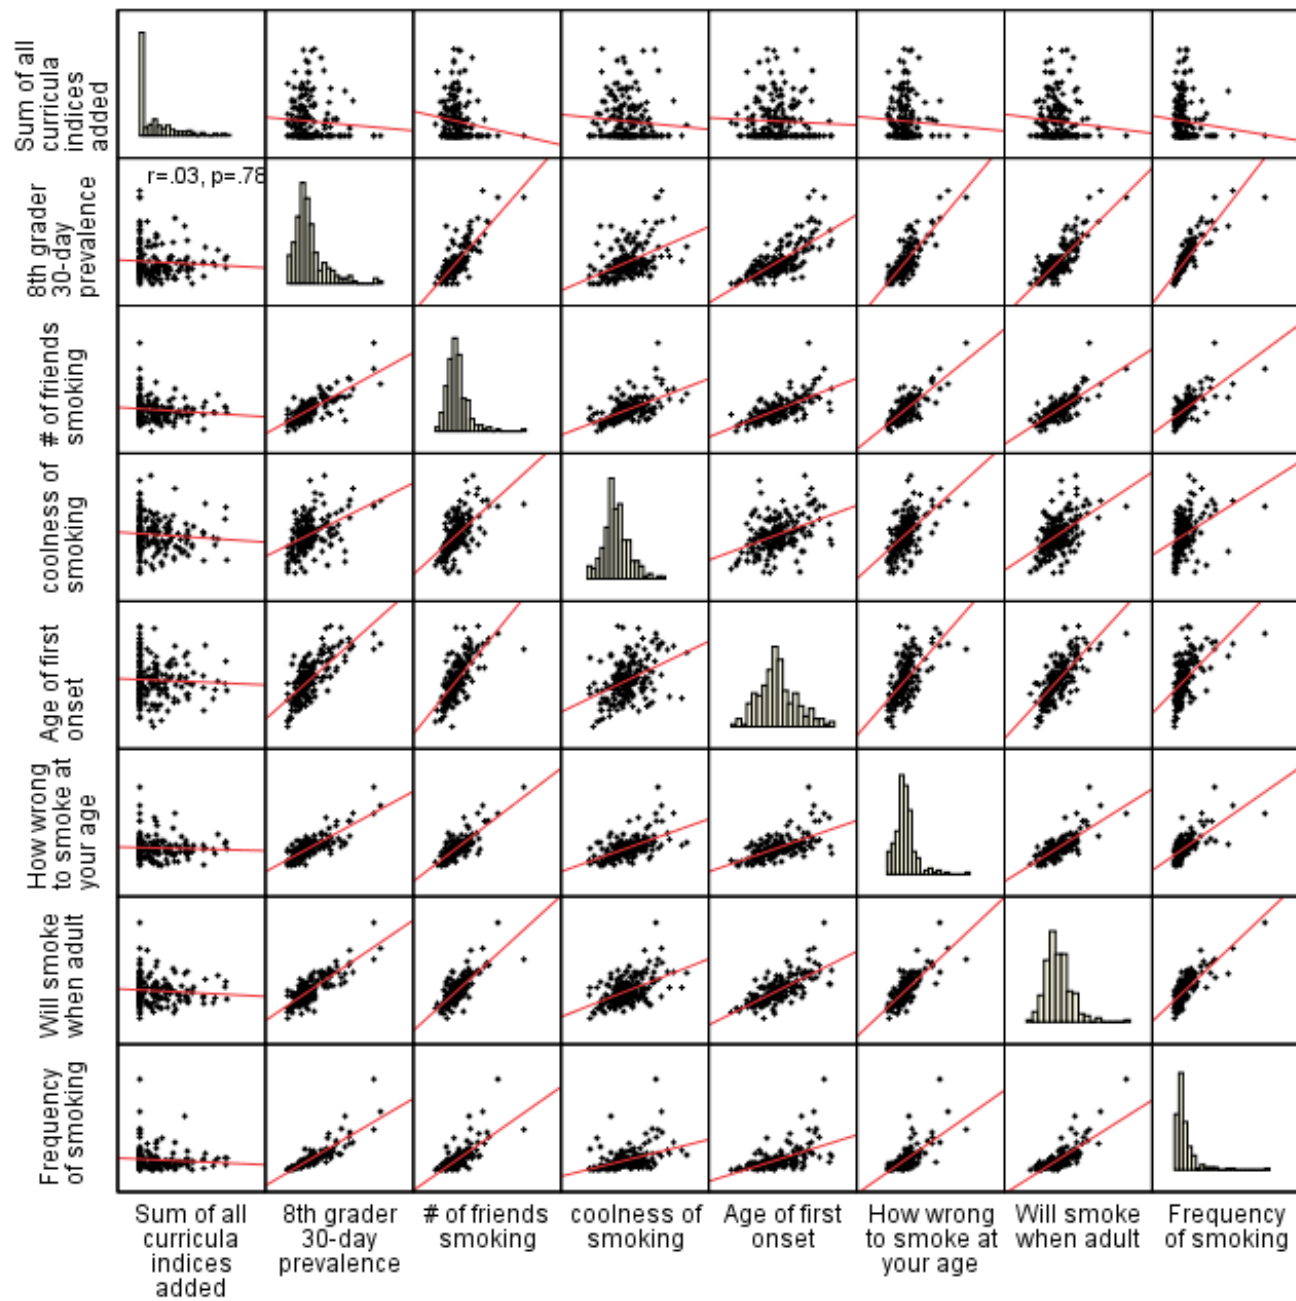 Sum of all
curricula
indices
added
8th grader
30-day
prevalence
r=.03, p=.78
# of friends
smoking
coolness of
smoking
Age of first
onset
How wrong
to smoke at
your age
Will smoke
when adult
Frequency
of smoking
Sum of all
curricula
indices
added
8th grader
30-day
prevalence
# of friends
smoking
coolness of
smoking
Age of first
onset
How wrong
to smoke at
your age
Will smoke
when adult
Frequency
of smoking